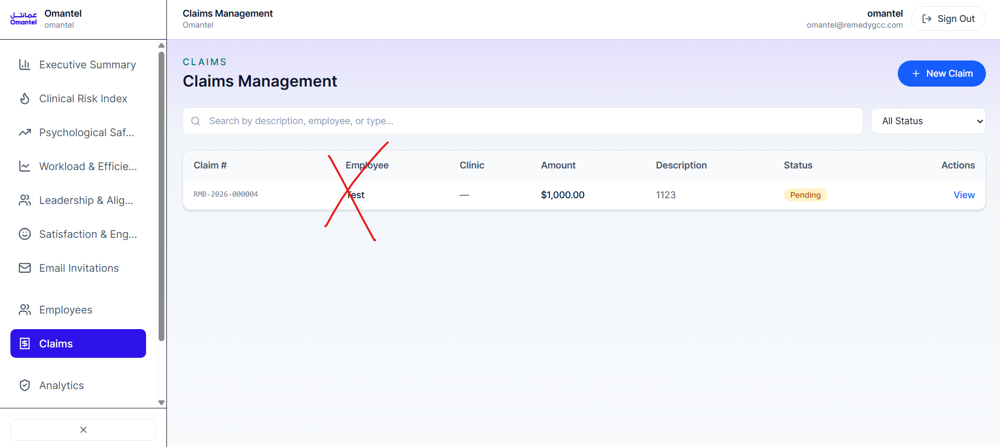 عمانتل
Omantel
Omantel
omantel
Claims Management
Omantel
omantel
omantel@remedygcc.com
Sign Out
Executive Summary
Clinical Risk Index
Psychological Saf...
Workload & Efficie...
Leadership & Alig...
Satisfaction & Eng...
Email Invitations
Employees
Claims
Analytics
CLAIMS
Claims Management
+ New Claim
Search by description, employee, or type...
All Status
Claim # Employee Clinic Amount Description Status Actions
RMB-2026-000004 Test — $1,000.00 1123 Pending View